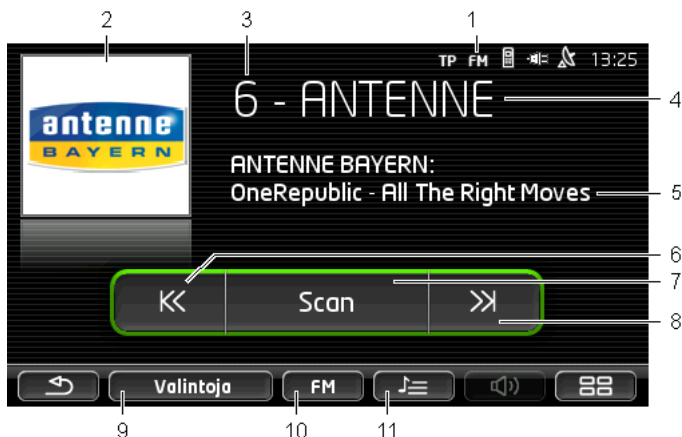 1
2
3
TP FM 13:25
6 - ANTENNE
4
antenne
BAYERN
ANTENNE BAYERN:
OneRepublic - All The Right Moves
5
6
7
Scan
8
Valintoja
FM
9
10
11